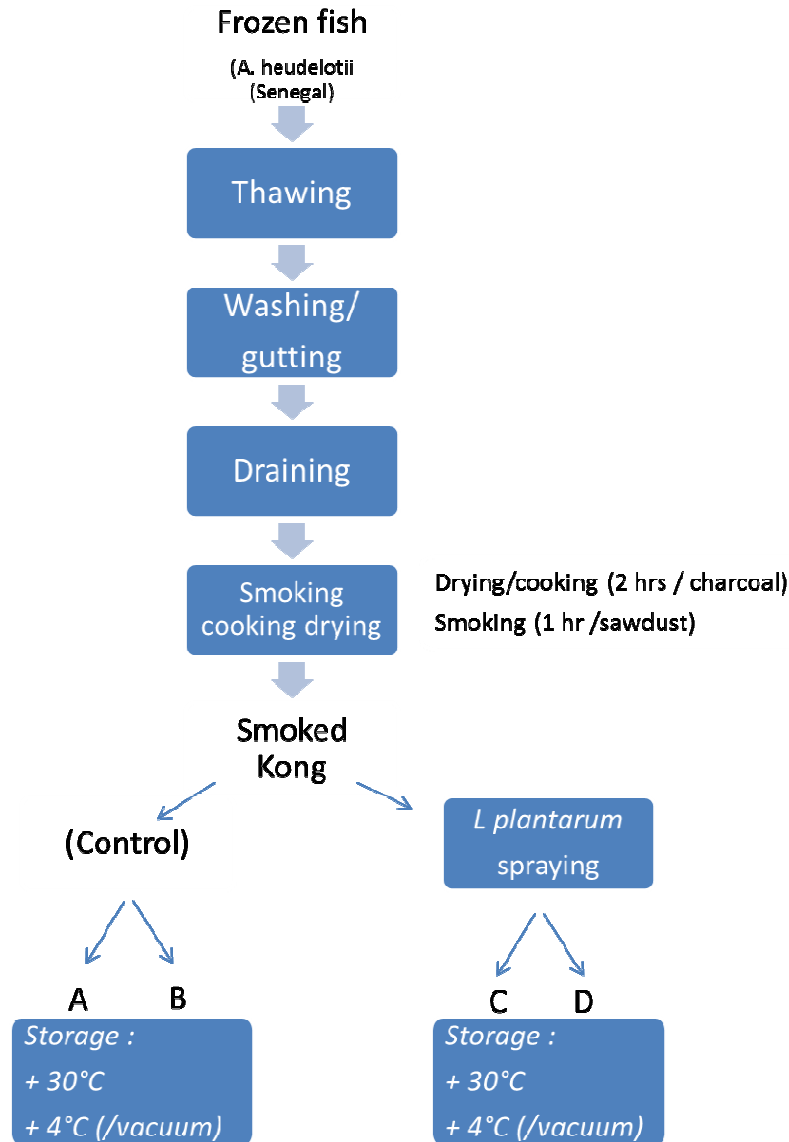 Frozen fish
(A. heudelotii
(Senegal)
Thawing
Washing/
gutting
Draining
Smoking
cooking drying
Drying/cooking (2 hrs / charcoal)
Smoking (1 hr /sawdust)
Smoked
Kong
(Control)
L plantarum
spraying
A B
C D
Storage :
+ 30°C
+ 4°C (/vacuum)
Storage :
+ 30°C
+ 4°C (/vacuum)